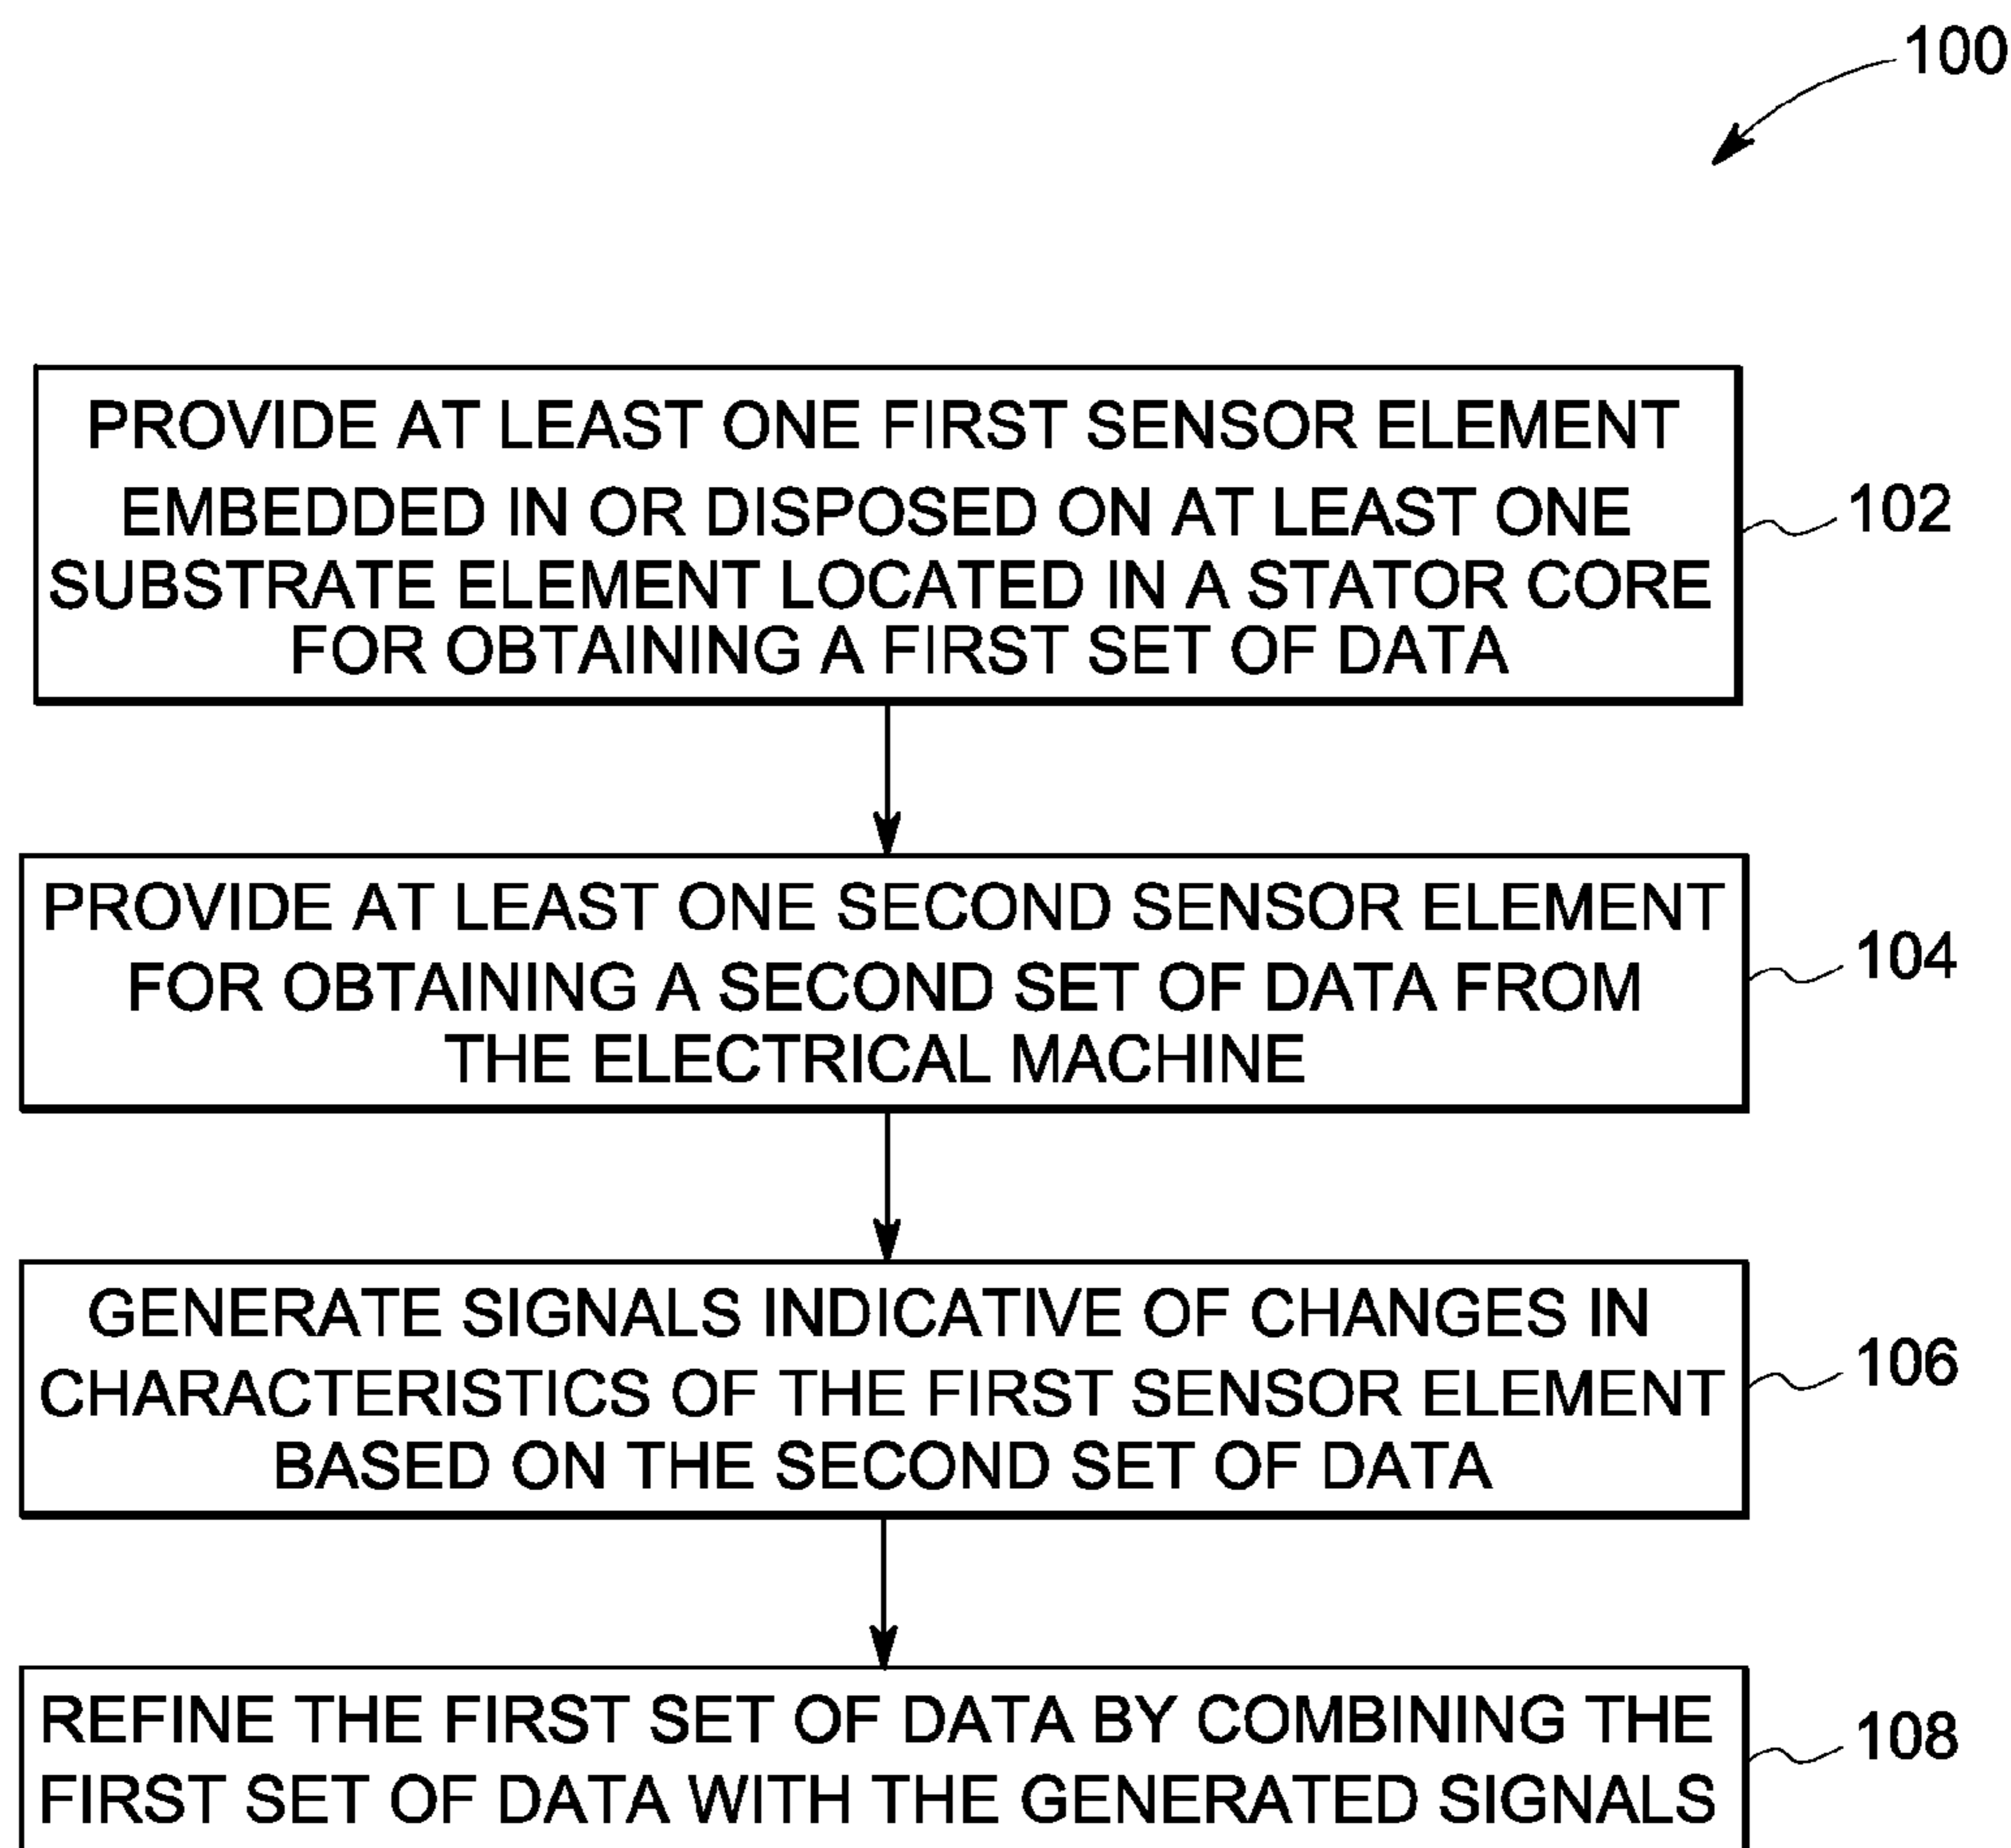 100
PROVIDE AT LEAST ONE FIRST SENSOR ELEMENT
EMBEDDED IN OR DISPOSED ON AT LEAST ONE
SUBSTRATE ELEMENT LOCATED IN A STATOR CORE
FOR OBTAINING A FIRST SET OF DATA
102
PROVIDE AT LEAST ONE SECOND SENSOR ELEMENT
FOR OBTAINING A SECOND SET OF DATA FROM
THE ELECTRICAL MACHINE
104
GENERATE SIGNALS INDICATIVE OF CHANGES IN
CHARACTERISTICS OF THE FIRST SENSOR ELEMENT
BASED ON THE SECOND SET OF DATA
106
REFINE THE FIRST SET OF DATA BY COMBINING THE
FIRST SET OF DATA WITH THE GENERATED SIGNALS
108